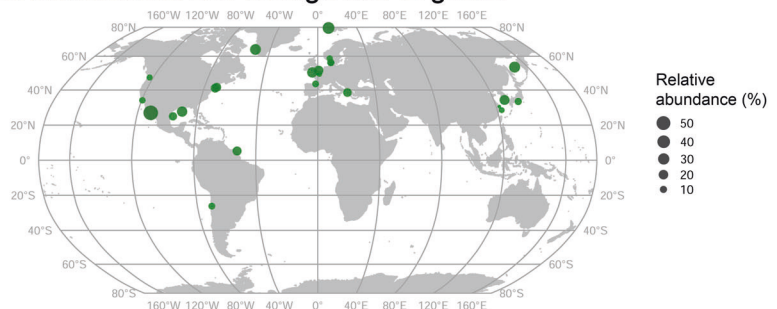 160°W 120°W 80°W 40°W 0° 40°E 80°E 120°E 160°E
80°N 80°N
60°N 60°N
40°N 40°N
20°N 20°N
0° 0°
20°S 20°S
40°S 40°S
60°S 60°S
80°S 80°S
160°W 120°W 80°W 40°W 0° 40°E 80°E 120°E 160°E
Relative
abundance (%)
50
40
30
20
10